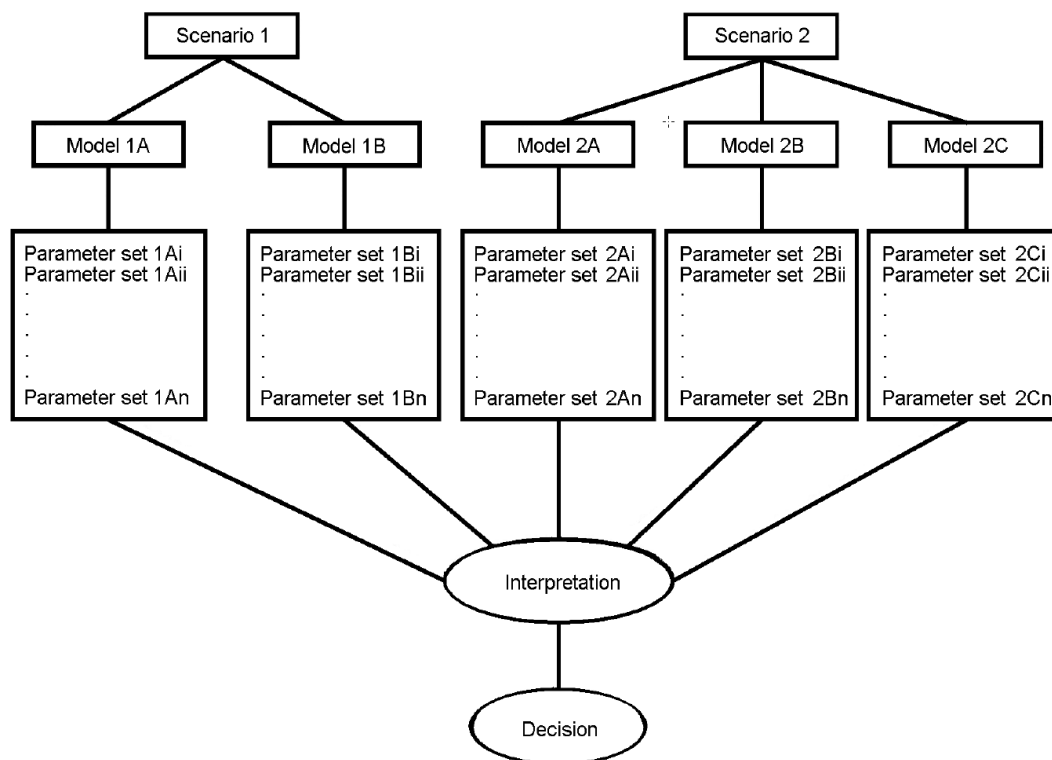 Scenario 1
Scenario 2
Model 1A
Model 1B
Model 2A
Model 2B
Model 2C
Parameter set 1Ai
Parameter set 1Aii
.
.
.
.
.
Parameter set 1An
Parameter set 1Bi
Parameter set 1Bii
.
.
.
.
.
Parameter set 1Bn
Parameter set 2Ai
Parameter set 2Aii
.
.
.
.
.
Parameter set 2An
Parameter set 2Bi
Parameter set 2Bii
.
.
.
.
.
Parameter set 2Bn
Parameter set 2Ci
Parameter set 2Cii
.
.
.
.
.
Parameter set 2Cn
Interpretation
Decision